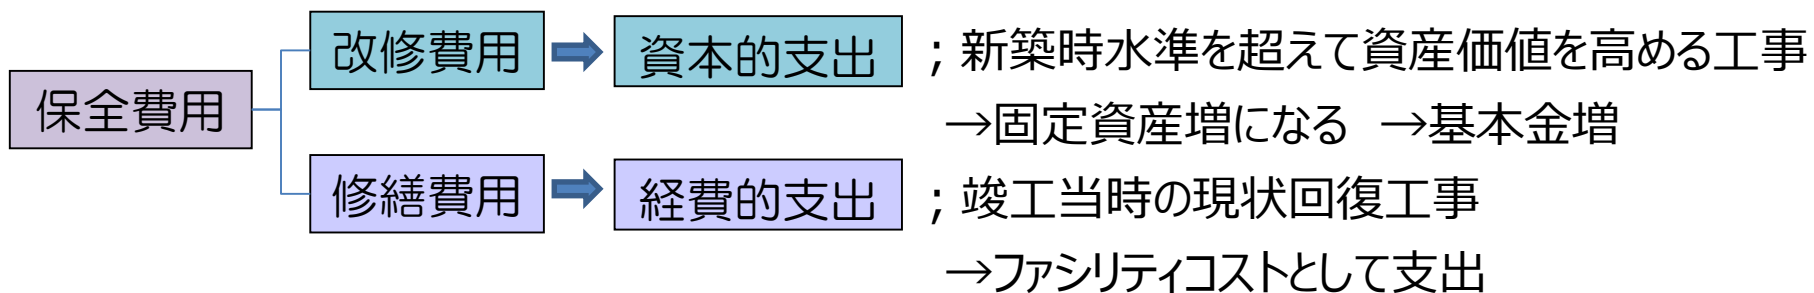 保全費用
改修費用
資本的支出
；新築時水準を超えて資産価値を高める工事
→固定資産増になる　→基本金増
修繕費用
経費的支出
；竣工当時の現状回復工事
→ファシリティコストとして支出